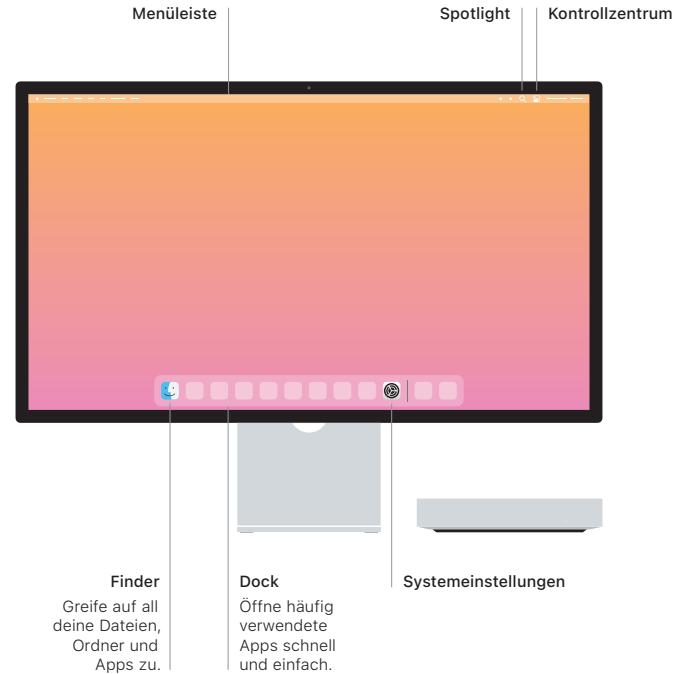 Menüleiste
Spotlight
Kontrollzentrum
Finder
Greife auf all
deine Dateien,
Ordner und
Apps zu.
Dock
Öffne häufig
verwendete
Apps schnell
und einfach.
Systemeinstellungen